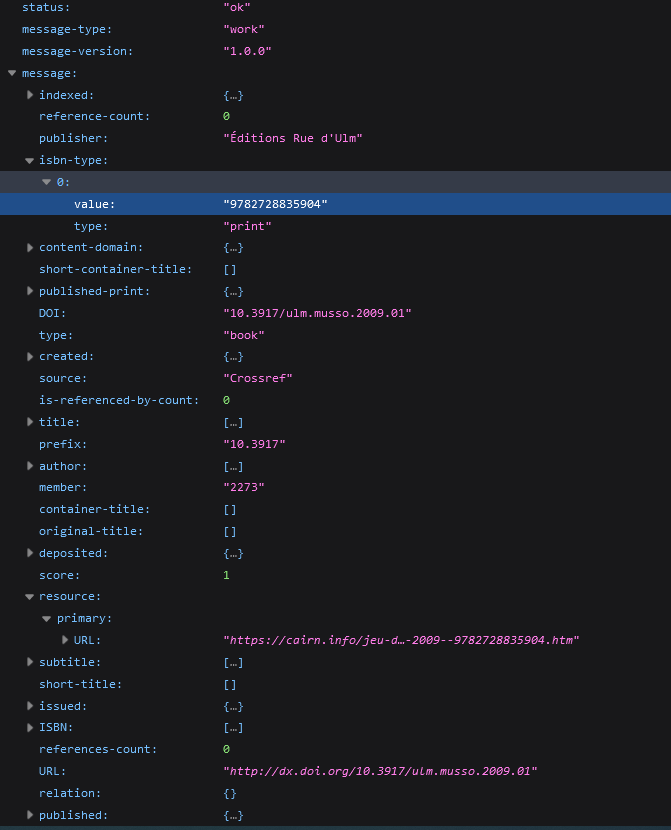 status: "ok"
message-type: "work"
message-version: "1.0.0"
message:
indexed: {…}
reference-count: 0
publisher: "Éditions Rue d'Ulm"
isbn-type:
0:
value: "9782728835904"
type: "print"
content-domain: {…}
short-container-title: []
published-print: {…}
DOI: "10.3917/ulm.musso.2009.01"
type: "book"
created: {…}
source: "Crossref"
is-referenced-by-count: 0
title: […]
prefix: "10.3917"
author: […]
member: "2273"
container-title: []
original-title: []
deposited: {…}
score: 1
resource:
primary:
URL: "https://cairn.info/jeu-d…-2009--9782728835904.htm"
subtitle: […]
short-title: []
issued: {…}
ISBN: […]
references-count: 0
URL: "http://dx.doi.org/10.3917/ulm.musso.2009.01"
relation: {}
published: {…}